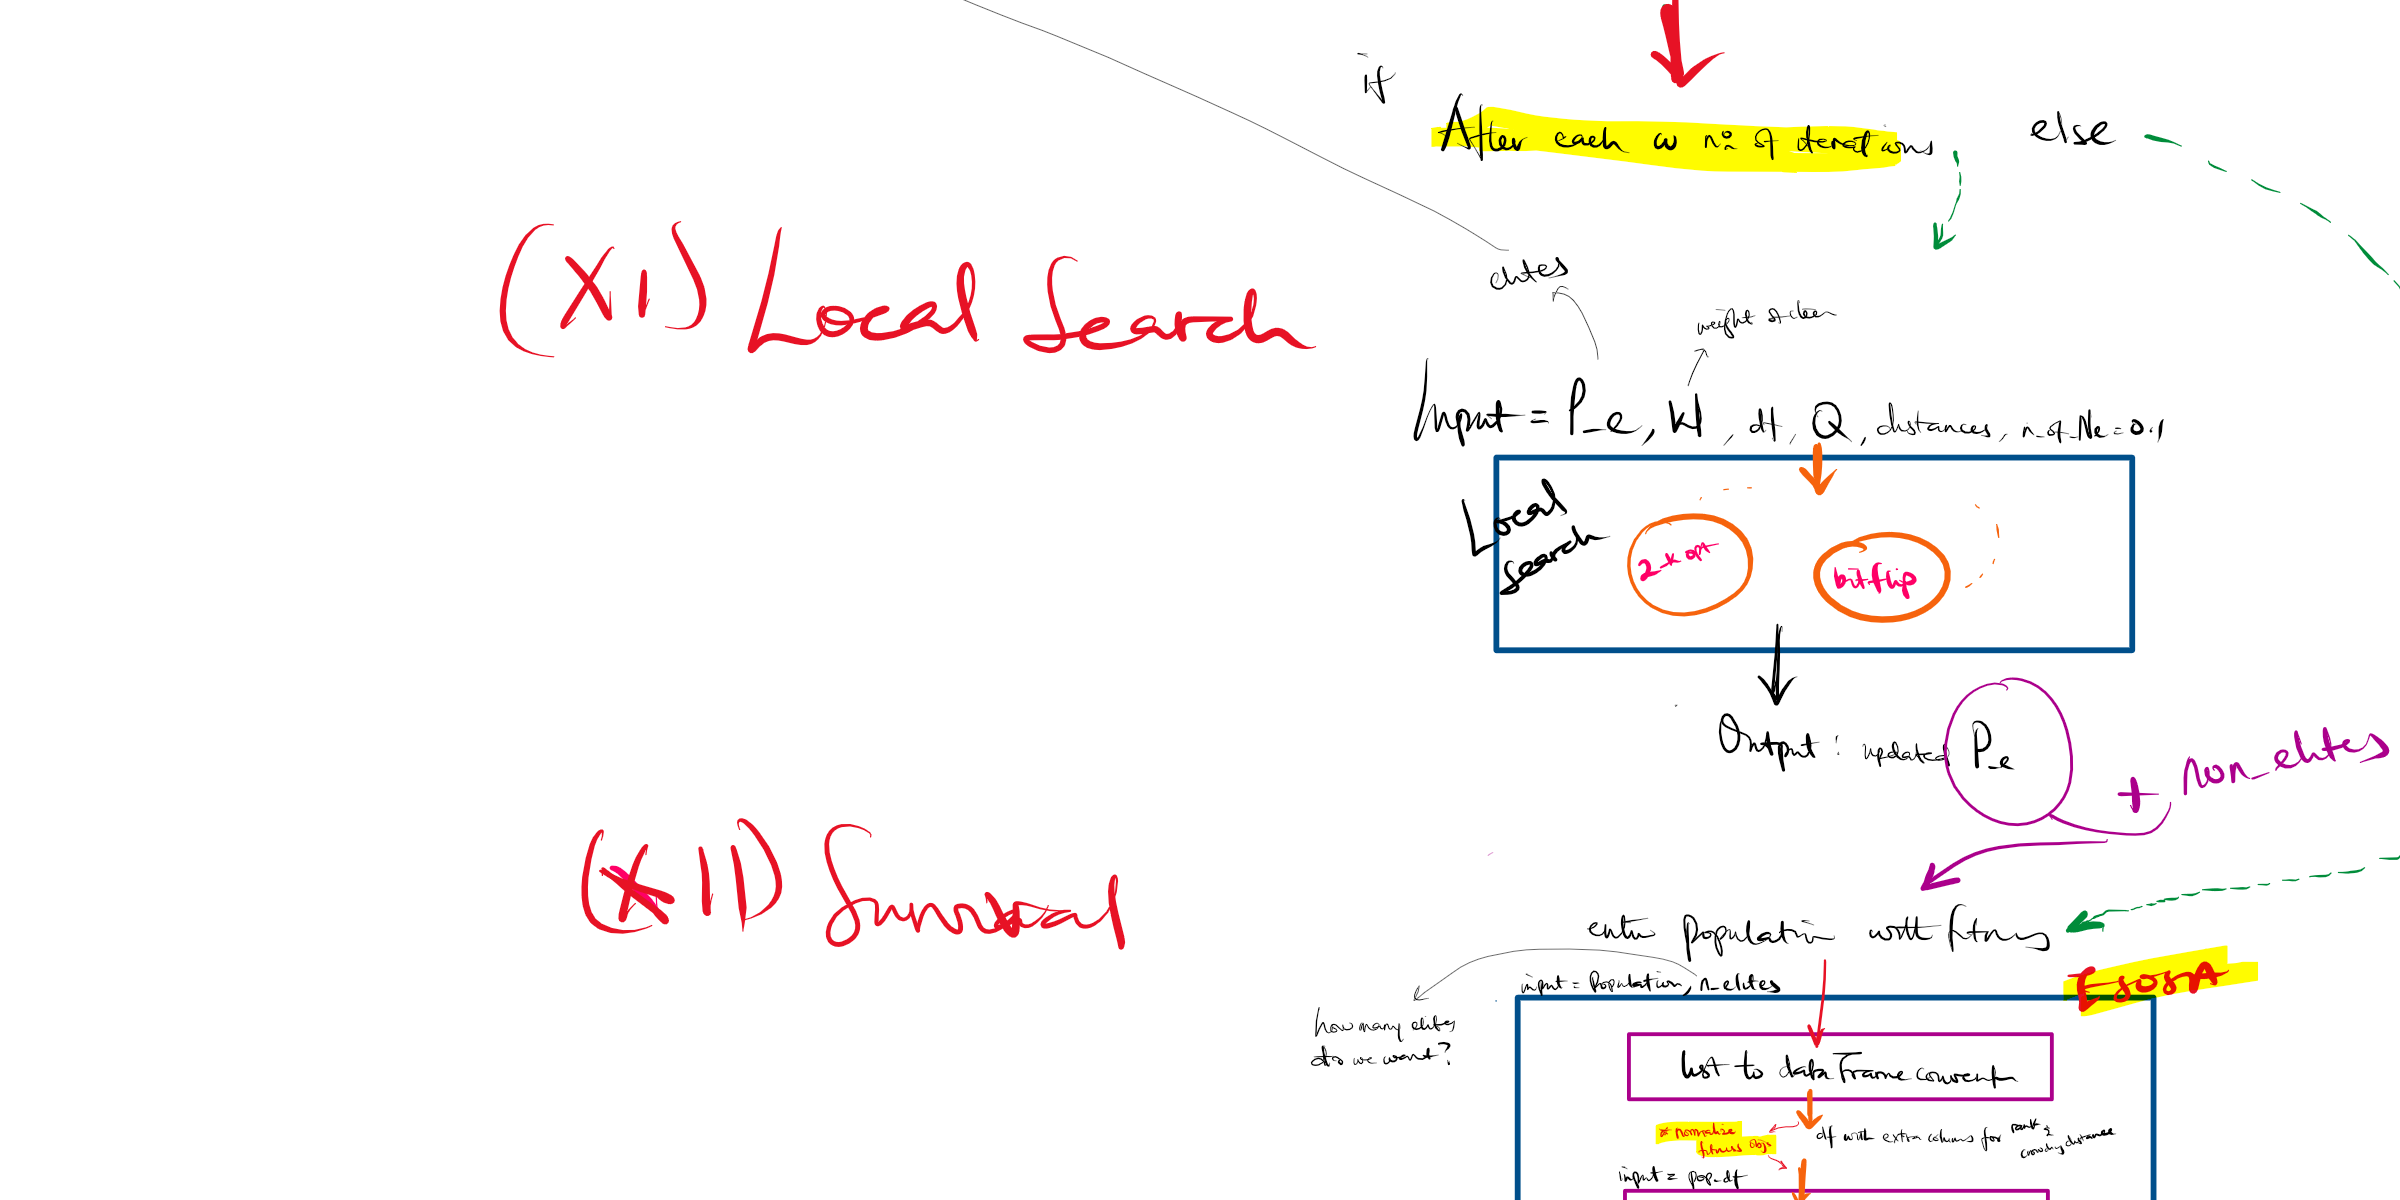 if
After each ω nº of iterations
else
(XI) Local Search
elites
weight of clean
Input = P_e, W, df, Q, distances, n_of_Ne = 0.1
Local
search
2-k opt
bitflip
Output: updated P_e
+ non_elites
(XII) Survival
entire population with fitness
input = Population, n_elites
how many elites
do we want?
list to dataFrame converter
* normalize
fitness objs
df with extra columns for rank &
crowding distance
input = pop_df